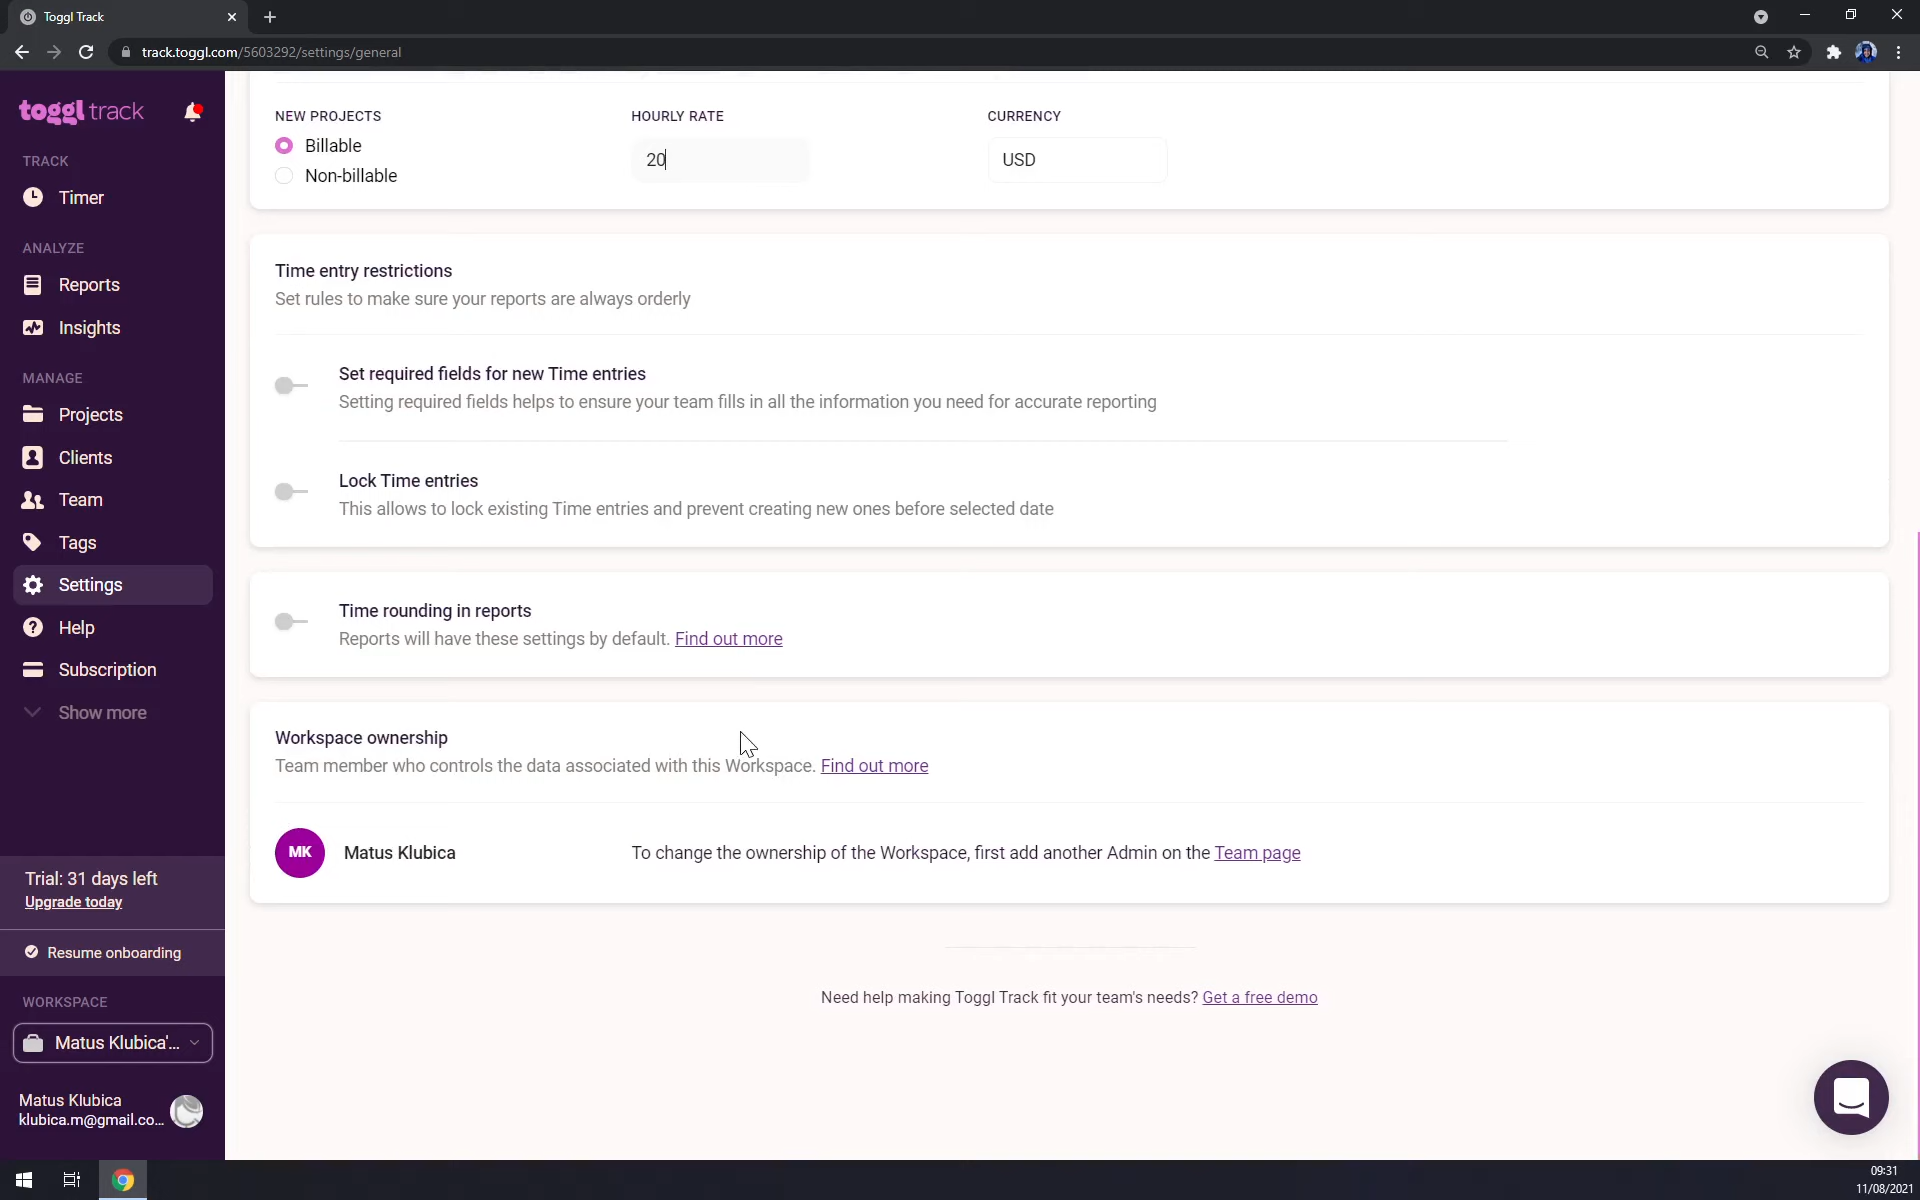 Toggl Track
track.toggl.com/5603292/settings/general
toggl track
TRACK
Timer
ANALYZE
Reports
Insights
MANAGE
Projects
Clients
Team
Tags
Settings
Help
Subscription
Show more
Trial: 31 days left
Upgrade today
Resume onboarding
WORKSPACE
Matus Klubica'...
Matus Klubica
klubica.m@gmail.co...
NEW PROJECTS
Billable
Non-billable
HOURLY RATE
20
CURRENCY
USD
Time entry restrictions
Set rules to make sure your reports are always orderly
Set required fields for new Time entries
Setting required fields helps to ensure your team fills in all the information you need for accurate reporting
Lock Time entries
This allows to lock existing Time entries and prevent creating new ones before selected date
Time rounding in reports
Reports will have these settings by default. Find out more
Workspace ownership
Team member who controls the data associated with this Workspace. Find out more
MK
Matus Klubica
To change the ownership of the Workspace, first add another Admin on the Team page
Need help making Toggl Track fit your team's needs? Get a free demo
09:31
11/08/2021